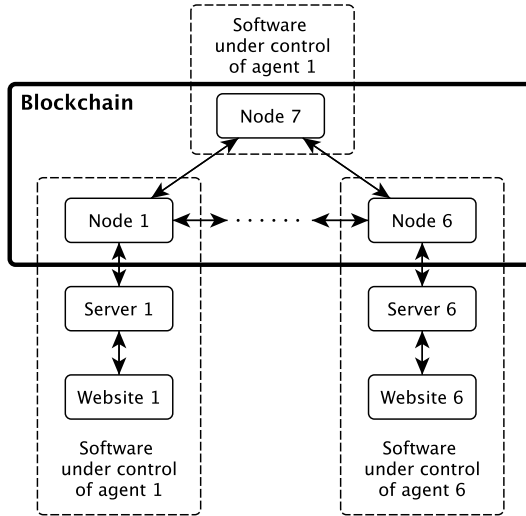 Software
under control
of agent 1
Blockchain
Node 7
Node 1
. . . . . .
Node 6
Server 1
Server 6
Website 1
Website 6
Software
under control
of agent 1
Software
under control
of agent 6